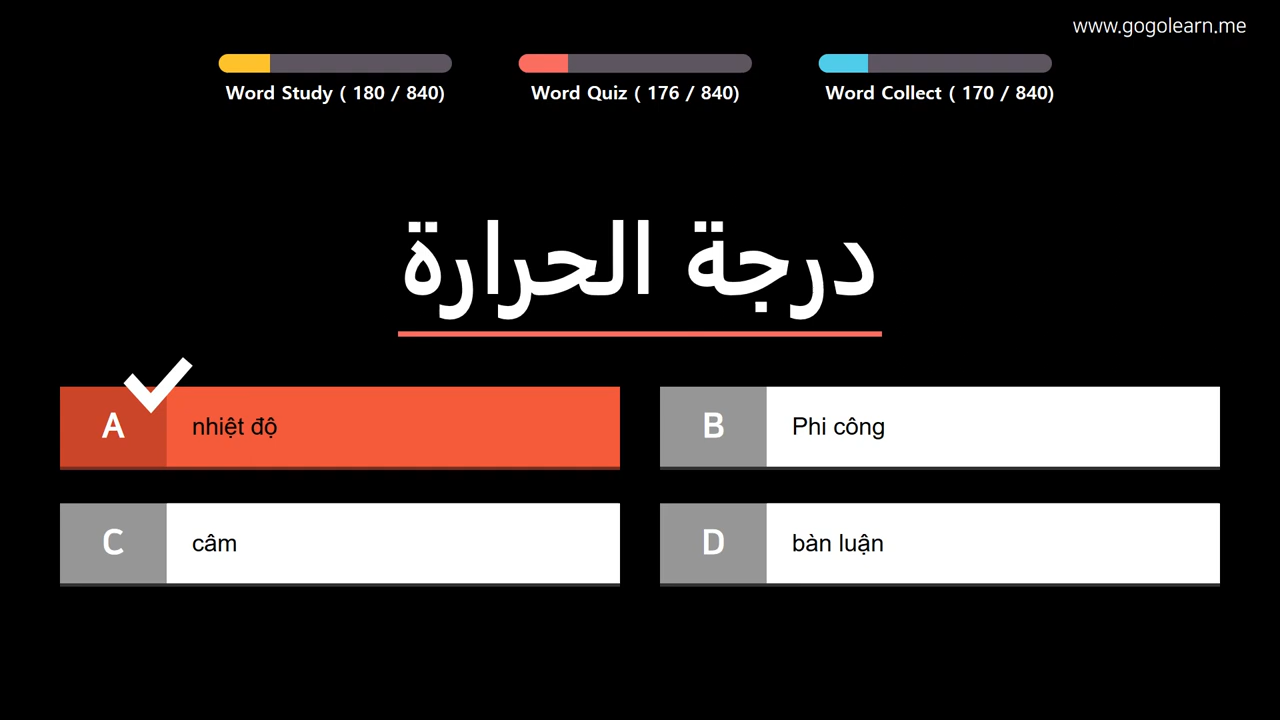 www.gogolearn.me
Word Study ( 180 / 840)
Word Quiz ( 176 / 840)
Word Collect ( 170 / 840)
درجة الحرارة
A nhiệt độ
B Phi công
C câm
D bàn luận